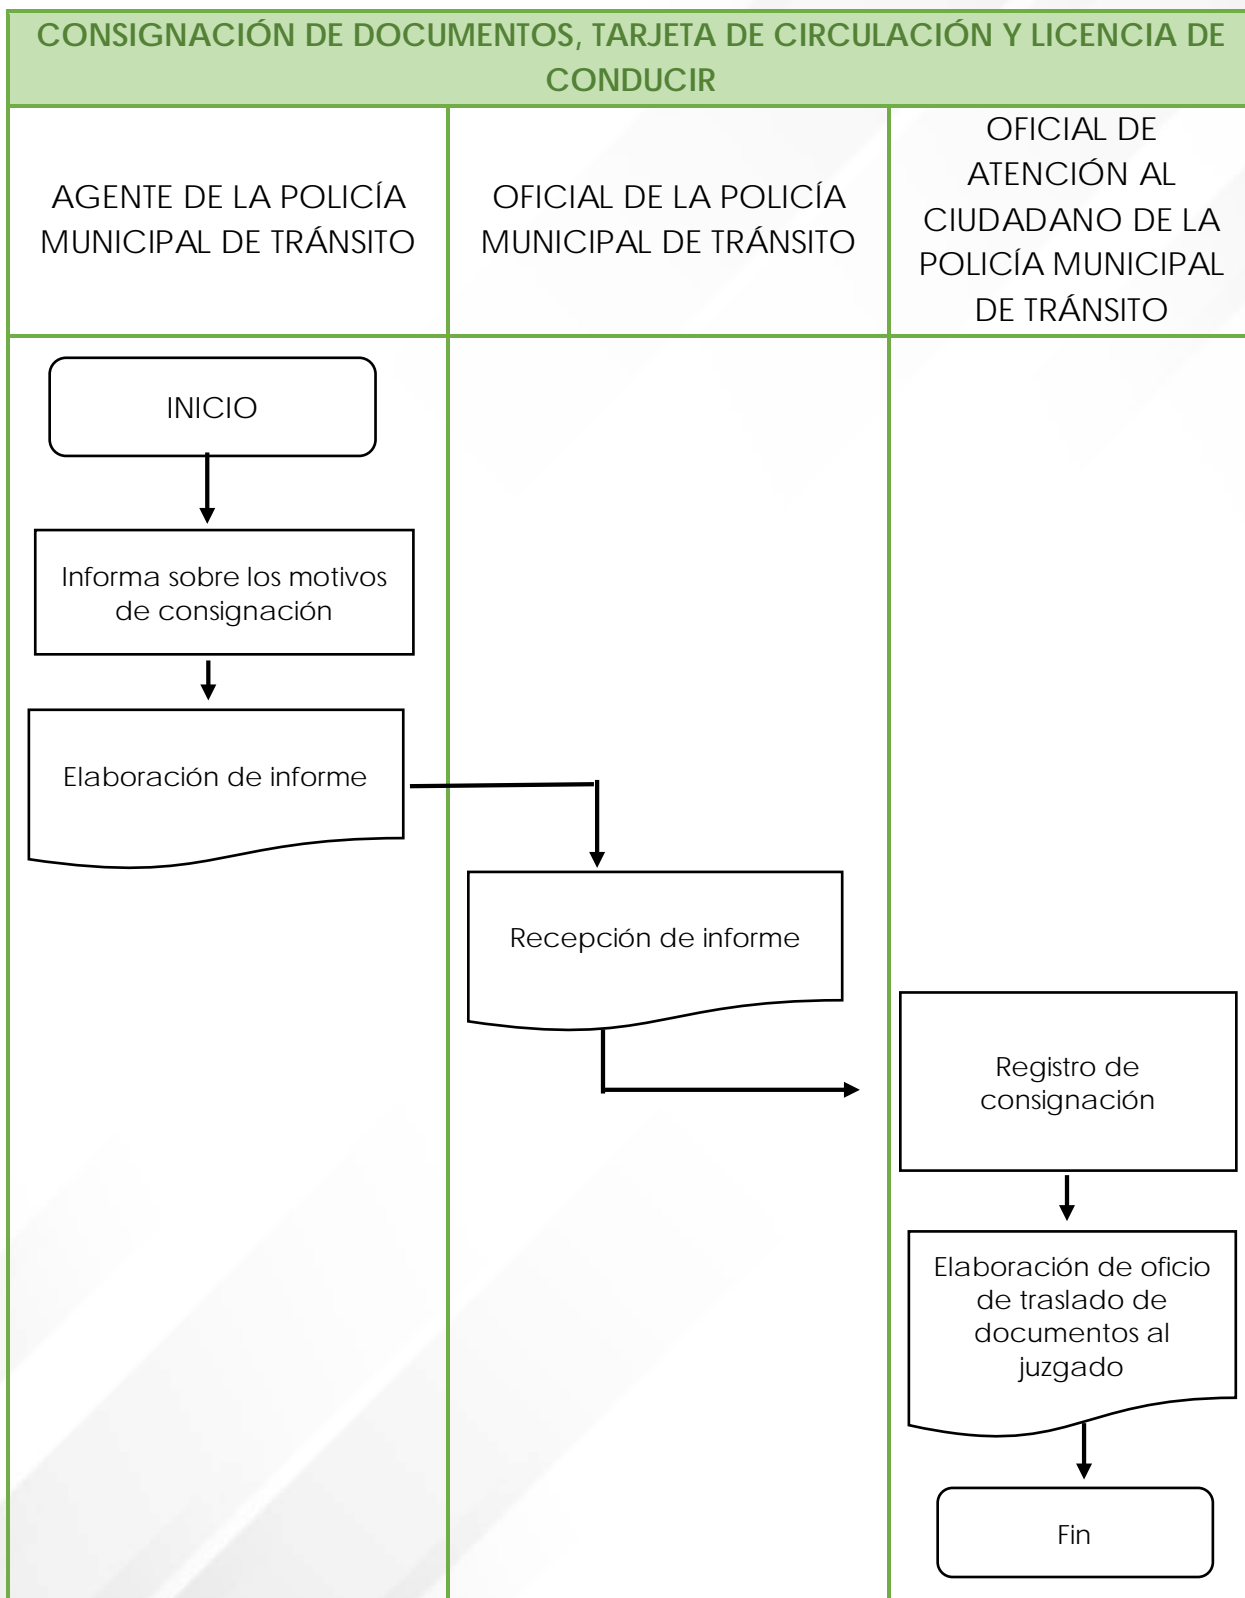 CONSIGNACIÓN DE DOCUMENTOS, TARJETA DE CIRCULACIÓN Y LICENCIA DE
CONDUCIR
AGENTE DE LA POLICÍA
MUNICIPAL DE TRÁNSITO
OFICIAL DE LA POLICÍA
MUNICIPAL DE TRÁNSITO
OFICIAL DE
ATENCIÓN AL
CIUDADANO DE LA
POLICÍA MUNICIPAL
DE TRÁNSITO
INICIO
Informa sobre los motivos
de consignación
Elaboración de informe
Recepción de informe
Registro de
consignación
Elaboración de oficio
de traslado de
documentos al
juzgado
Fin